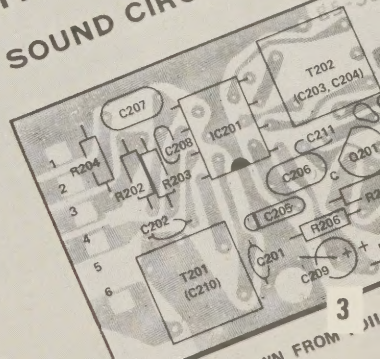 SOUND
T202
(C203, C204)
C207
IC201
C211
Q201
C208
1
R204
C206
2
R202
R203
C
3
C205
C202
R206
4
C201
5
T201
(C210)
C209
+
+
6
3
FROM